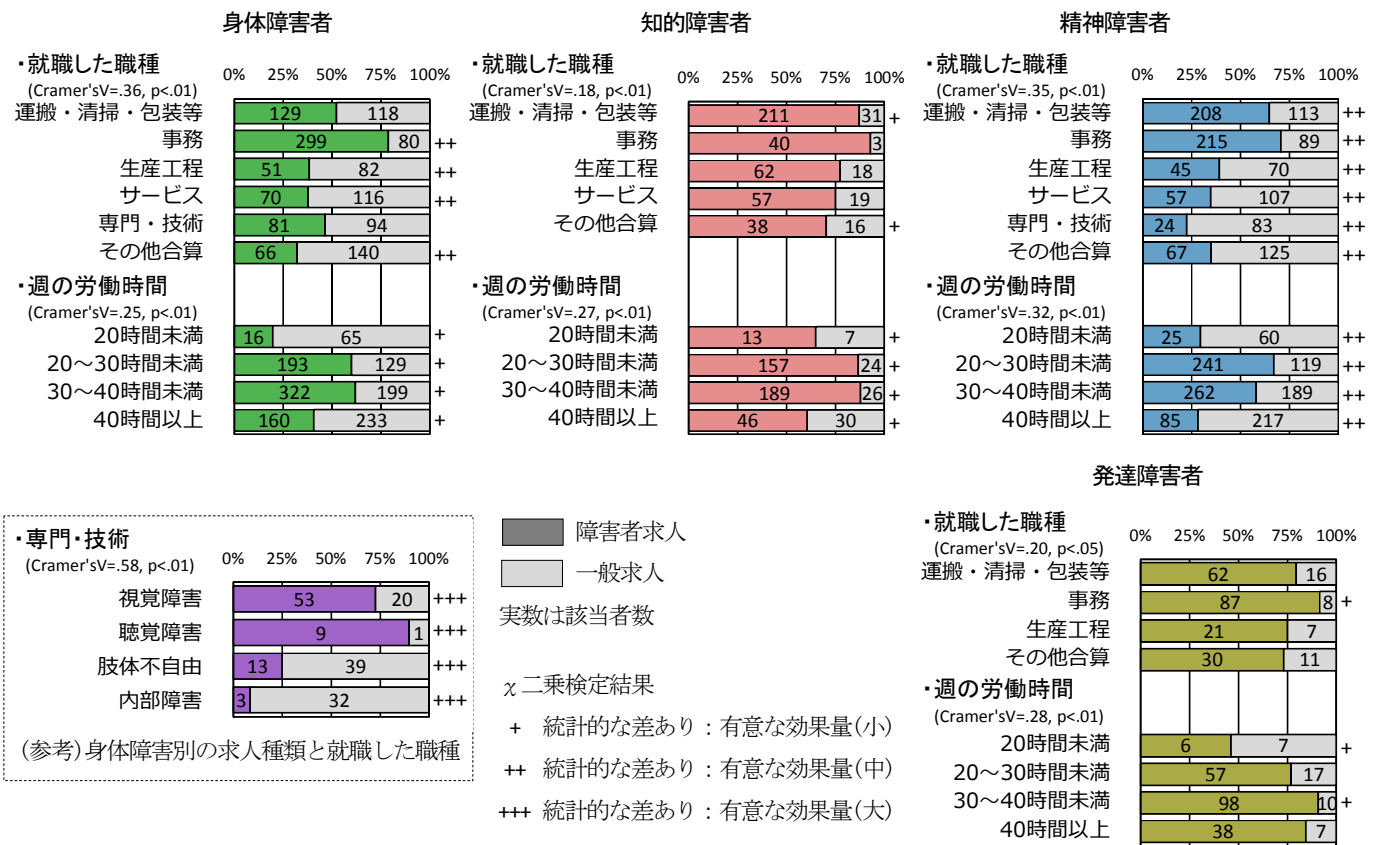 身体障害者
・就職した職種
(Cramer'sV=.36, p<.01)
0% 25% 50% 75% 100%
運搬・清掃・包装等 129 118
事務 299 80 ++
生産工程 51 82 ++
サービス 70 116 ++
専門・技術 81 94
その他合算 66 140 ++
・週の労働時間
(Cramer'sV=.25, p<.01)
20時間未満 16 65 +
20～30時間未満 193 129 +
30～40時間未満 322 199 +
40時間以上 160 233 +
知的障害者
・就職した職種
(Cramer'sV=.18, p<.01)
0% 25% 50% 75% 100%
運搬・清掃・包装等 211 31 +
事務 40 3
生産工程 62 18
サービス 57 19
その他合算 38 16 +
・週の労働時間
(Cramer'sV=.27, p<.01)
20時間未満 13 7 +
20～30時間未満 157 24 +
30～40時間未満 189 26 +
40時間以上 46 30 +
精神障害者
・就職した職種
(Cramer'sV=.35, p<.01)
0% 25% 50% 75% 100%
運搬・清掃・包装等 208 113 ++
事務 215 89 ++
生産工程 45 70 ++
サービス 57 107 ++
専門・技術 24 83 ++
その他合算 67 125 ++
・週の労働時間
(Cramer'sV=.32, p<.01)
20時間未満 25 60 ++
20～30時間未満 241 119 ++
30～40時間未満 262 189 ++
40時間以上 85 217 ++
・専門・技術
(Cramer'sV=.58, p<.01)
0% 25% 50% 75% 100%
視覚障害 53 20 +++
聴覚障害 9 1 +++
肢体不自由 13 39 +++
内部障害 3 32 +++
(参考)身体障害別の求人種類と就職した職種
障害者求人
一般求人
実数は該当者数
χ二乗検定結果
+ 統計的な差あり：有意な効果量(小)
++ 統計的な差あり：有意な効果量(中)
+++ 統計的な差あり：有意な効果量(大)
発達障害者
・就職した職種
(Cramer'sV=.20, p<.05)
0% 25% 50% 75% 100%
運搬・清掃・包装等 62 16
事務 87 8 +
生産工程 21 7
その他合算 30 11
・週の労働時間
(Cramer'sV=.28, p<.01)
20時間未満 6 7 +
20～30時間未満 57 17
30～40時間未満 98 10 +
40時間以上 38 7